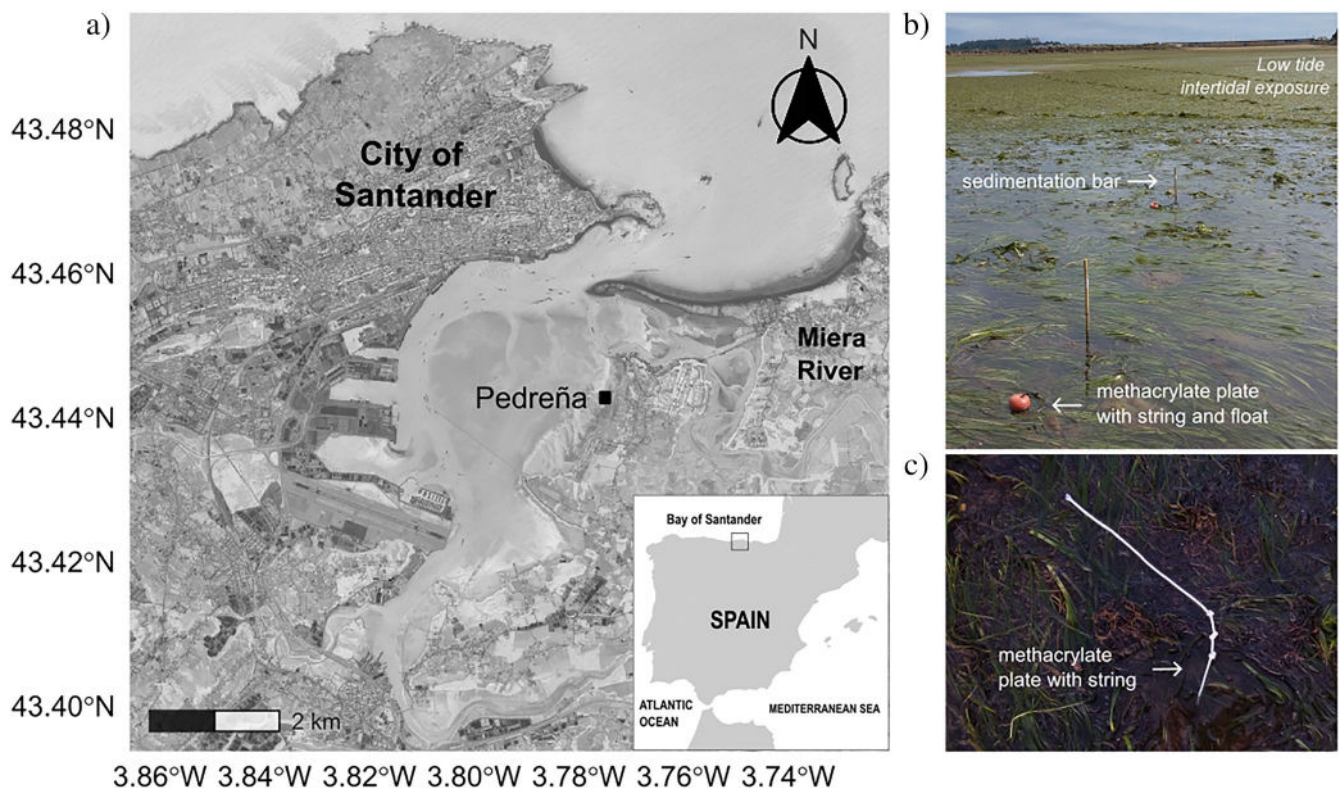 a)
N
43.48°N
43.46°N
43.44°N
43.42°N
43.40°N
City of
Santander
Miera
River
Pedreña
Bay of Santander
SPAIN
ATLANTIC
OCEAN
MEDITERRANEAN SEA
2 km
3.86°W 3.84°W 3.82°W 3.80°W 3.78°W 3.76°W 3.74°W
b)
Low tide
intertidal exposure
sedimentation bar
methacrylate plate
with string and float
c)
methacrylate
plate with string